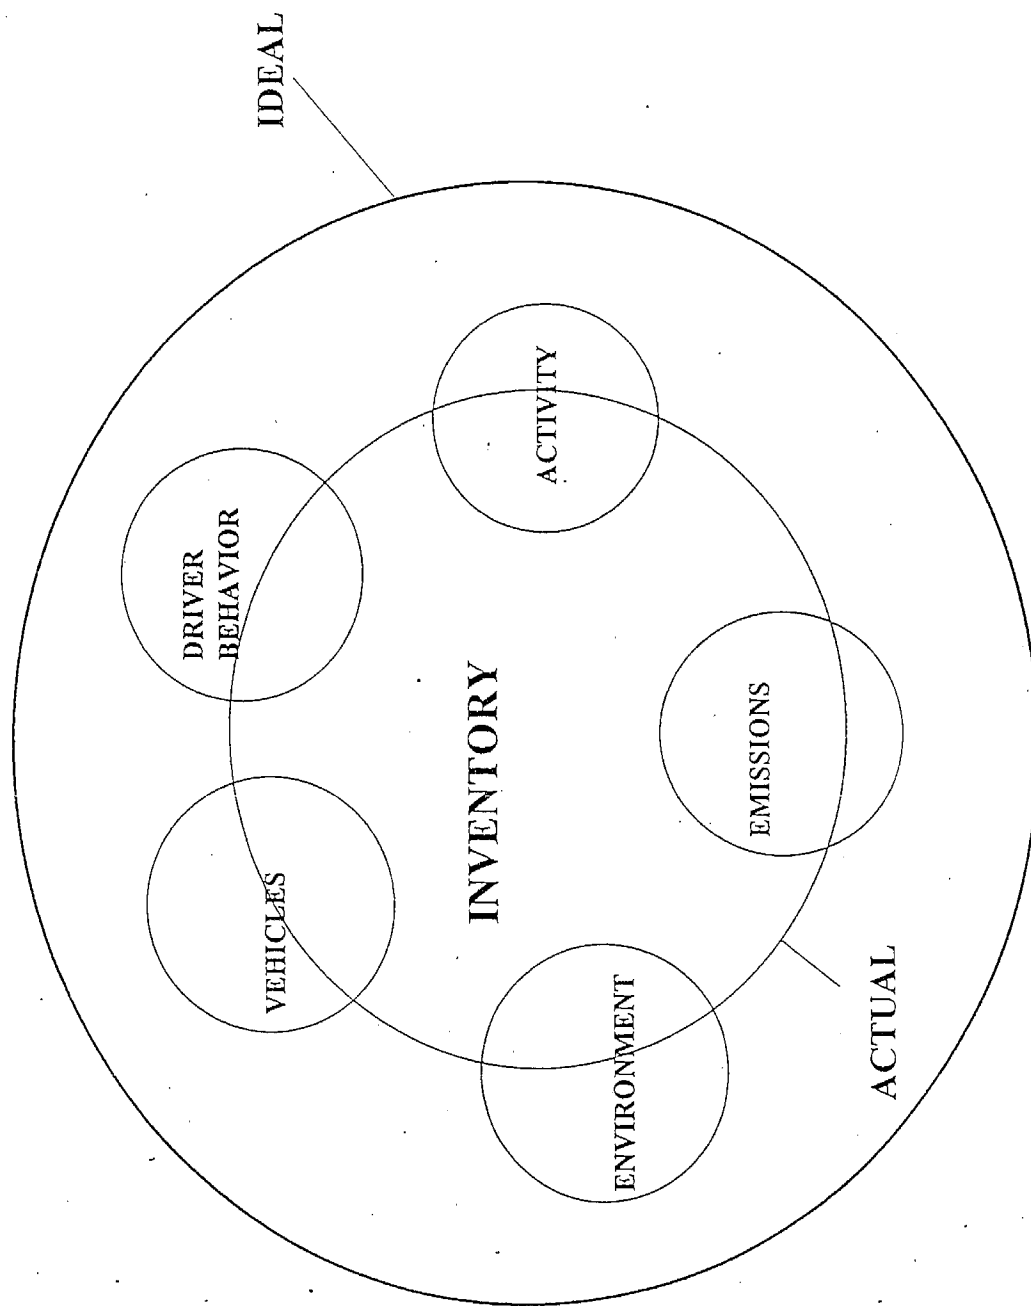 IDEAL
DRIVER
BEHAVIOR
ACTIVITY
VEHICLES
INVENTORY
EMISSIONS
ENVIRONMENT
ACTUAL